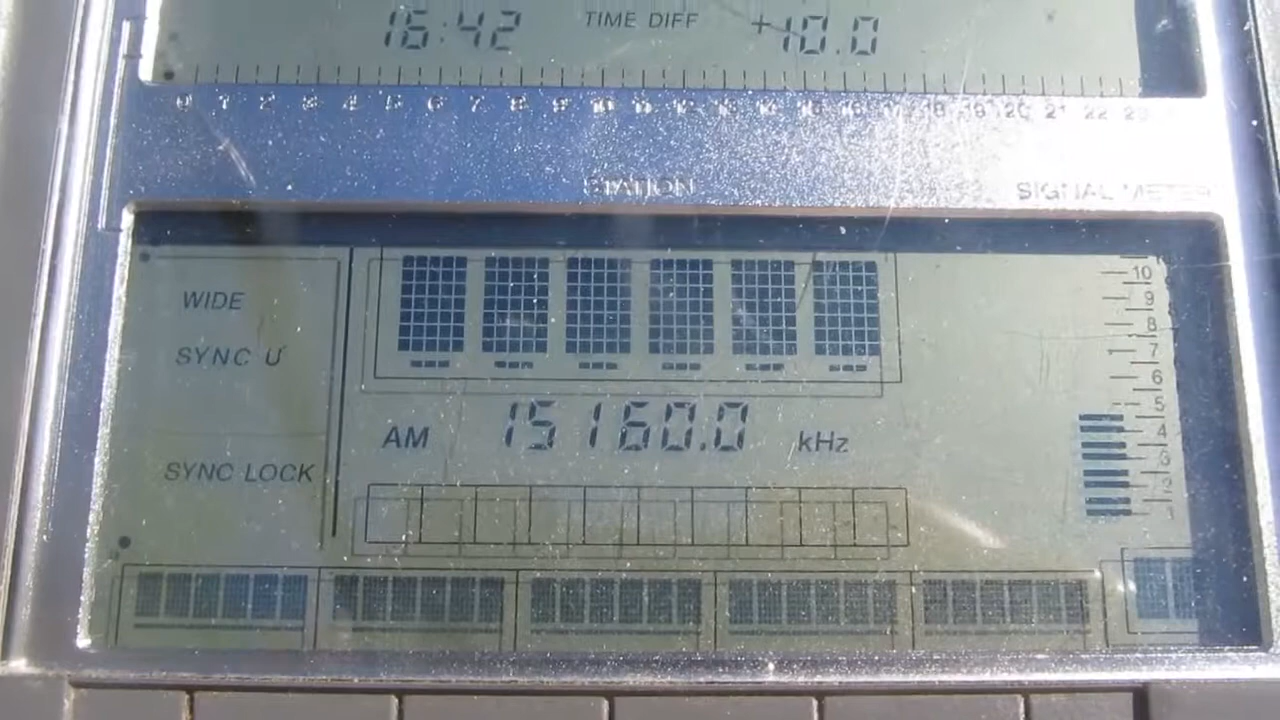 16:42 TIME DIFF +10.0
0 1 2 3 4 5 6 7 8 9 10 11 12 13 14 15 16 17 18 19 20 21 22 23
STATION SIGNAL METER
WIDE
SYNC U
SYNC LOCK
AM 15160.0 kHz
10
9
8
7
6
5
4
3
2
1